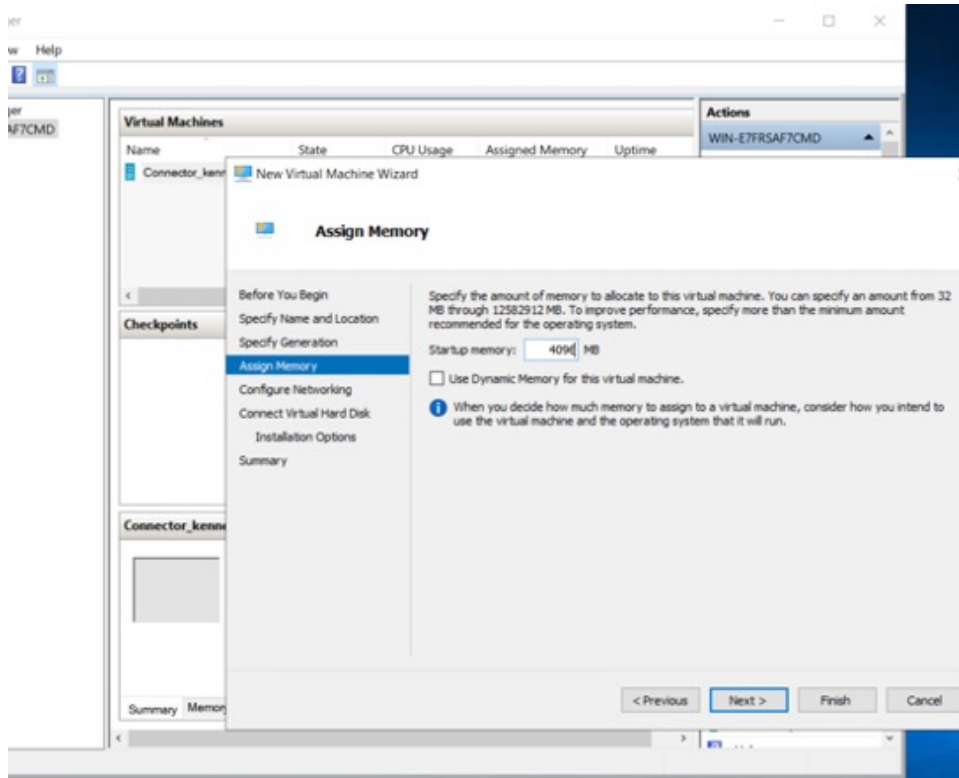 Help
Virtual Machines
Name State CPU Usage Assigned Memory Uptime
Actions
WIN-E7FRSAF7CMD
New Virtual Machine Wizard
Assign Memory
Before You Begin
Specify Name and Location
Specify Generation
Assign Memory
Configure Networking
Connect Virtual Hard Disk
Installation Options
Summary
Specify the amount of memory to allocate to this virtual machine. You can specify an amount from 32
MB through 12582912 MB. To improve performance, specify more than the minimum amount
recommended for the operating system.
Startup memory: 4096 MB
Use Dynamic Memory for this virtual machine.
When you decide how much memory to assign to a virtual machine, consider how you intend to
use the virtual machine and the operating system that it will run.
Checkpoints
Summary
< Previous Next > Finish Cancel